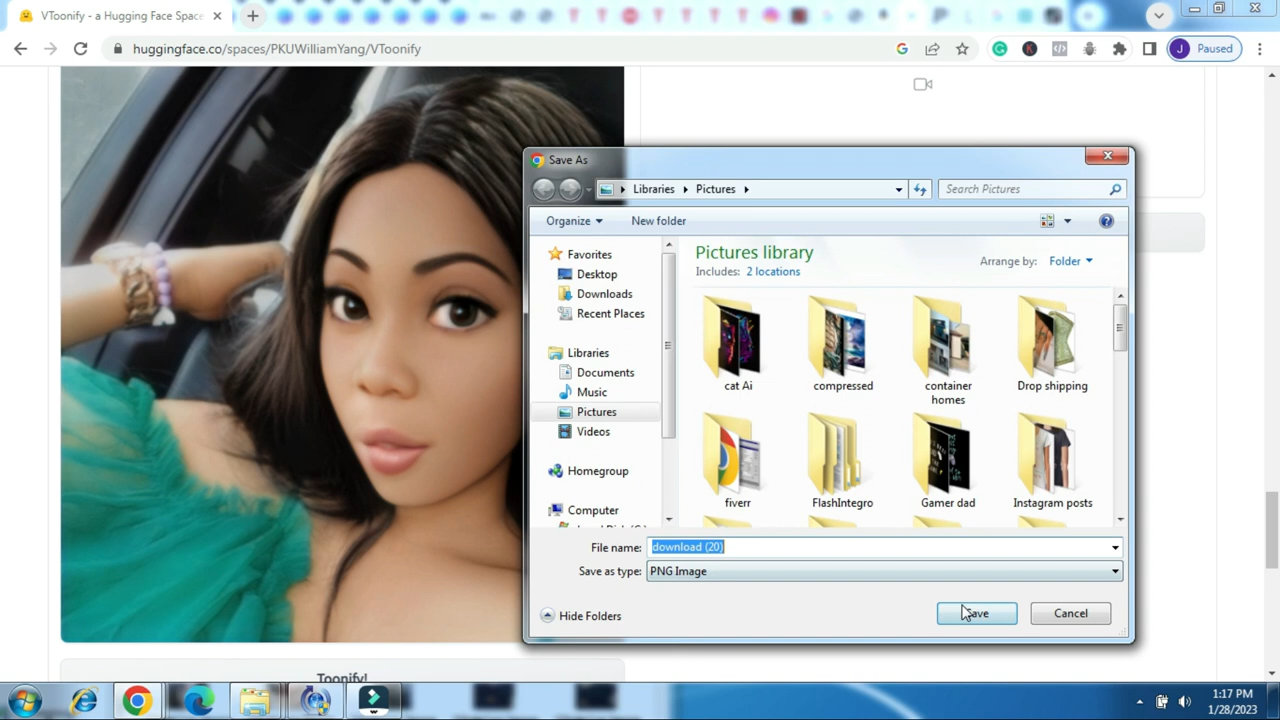 VToonify - a Hugging Face Space
huggingface.co/spaces/PKUWilliamYang/VToonify
J
Paused
Save As
Libraries
Pictures
Search Pictures
Organize
New folder
Favorites
Desktop
Downloads
Recent Places
Libraries
Documents
Music
Pictures
Videos
Homegroup
Computer
Pictures library
Includes: 2 locations
Arrange by: Folder
cat Ai
compressed
container
homes
Drop shipping
fiverr
FlashIntegro
Gamer dad
Instagram posts
File name: download (20)
Save as type: PNG Image
Hide Folders
Save
Cancel
Toonify!
1:17 PM
1/28/2023